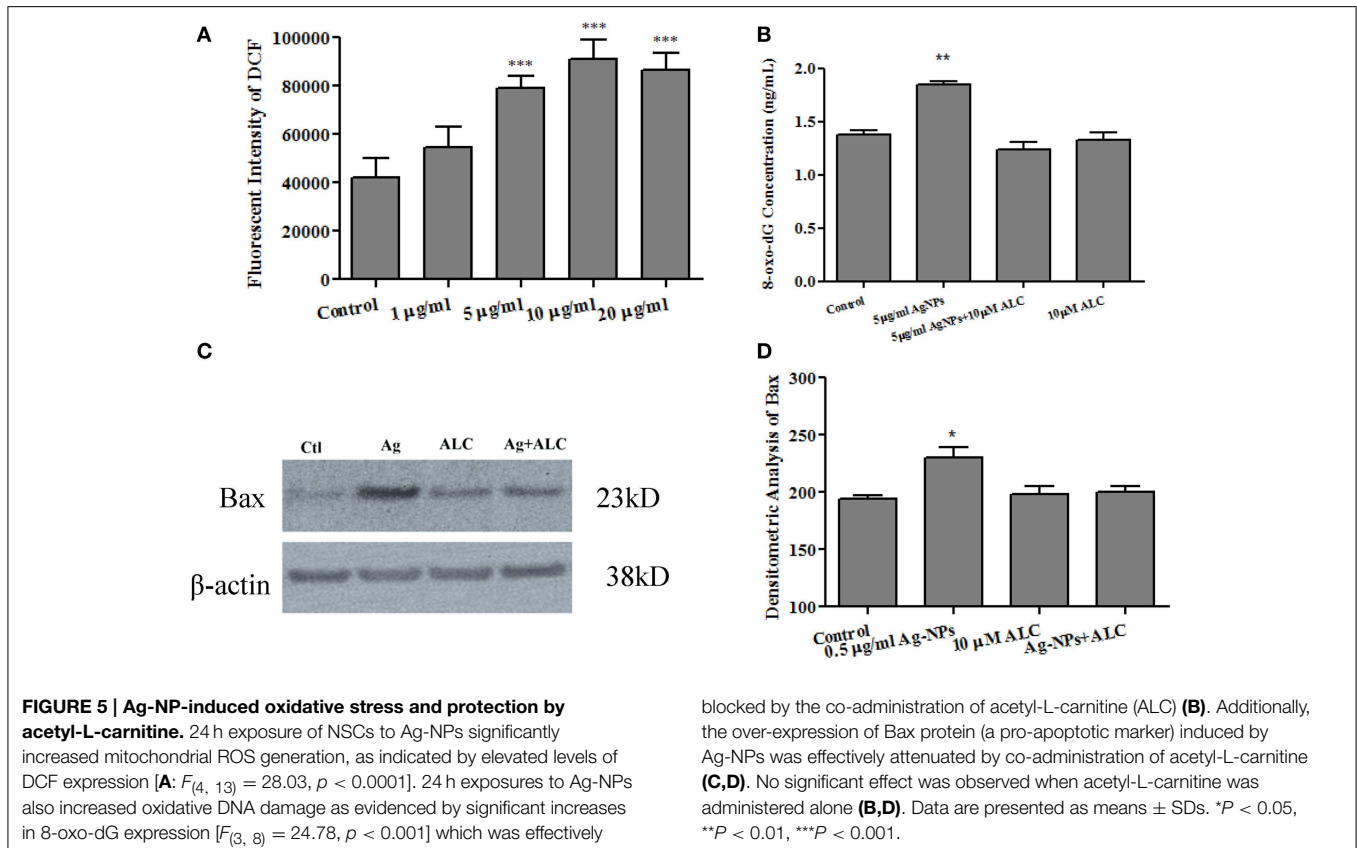 A
Fluorescent Intensity of DCF
100000
80000
60000
40000
20000
0
***
***
***
Control
1 µg/ml
5 µg/ml
10 µg/ml
20 µg/ml
B
8-oxo-dG Concentration (ng/mL)
2.0
1.5
1.0
0.5
0.0
**
Control
5µg/ml AgNPs
5µg/ml AgNPs+10µM ALC
10µM ALC
C
Ctl Ag ALC Ag+ALC
Bax 23kD
β-actin 38kD
D
Densitometric Analysis of Bax
300
250
200
150
100
*
Control
0.5 µg/ml Ag-NPs
10 µM ALC
Ag-NPs+ALC
FIGURE 5 | Ag-NP-induced oxidative stress and protection by
acetyl-L-carnitine. 24 h exposure of NSCs to Ag-NPs significantly
increased mitochondrial ROS generation, as indicated by elevated levels of
DCF expression [A: F(4, 13) = 28.03, p < 0.0001]. 24 h exposures to Ag-NPs
also increased oxidative DNA damage as evidenced by significant increases
in 8-oxo-dG expression [F(3, 8) = 24.78, p < 0.001] which was effectively
blocked by the co-administration of acetyl-L-carnitine (ALC) (B). Additionally,
the over-expression of Bax protein (a pro-apoptotic marker) induced by
Ag-NPs was effectively attenuated by co-administration of acetyl-L-carnitine
(C,D). No significant effect was observed when acetyl-L-carnitine was
administered alone (B,D). Data are presented as means ± SDs. *P < 0.05,
**P < 0.01, ***P < 0.001.